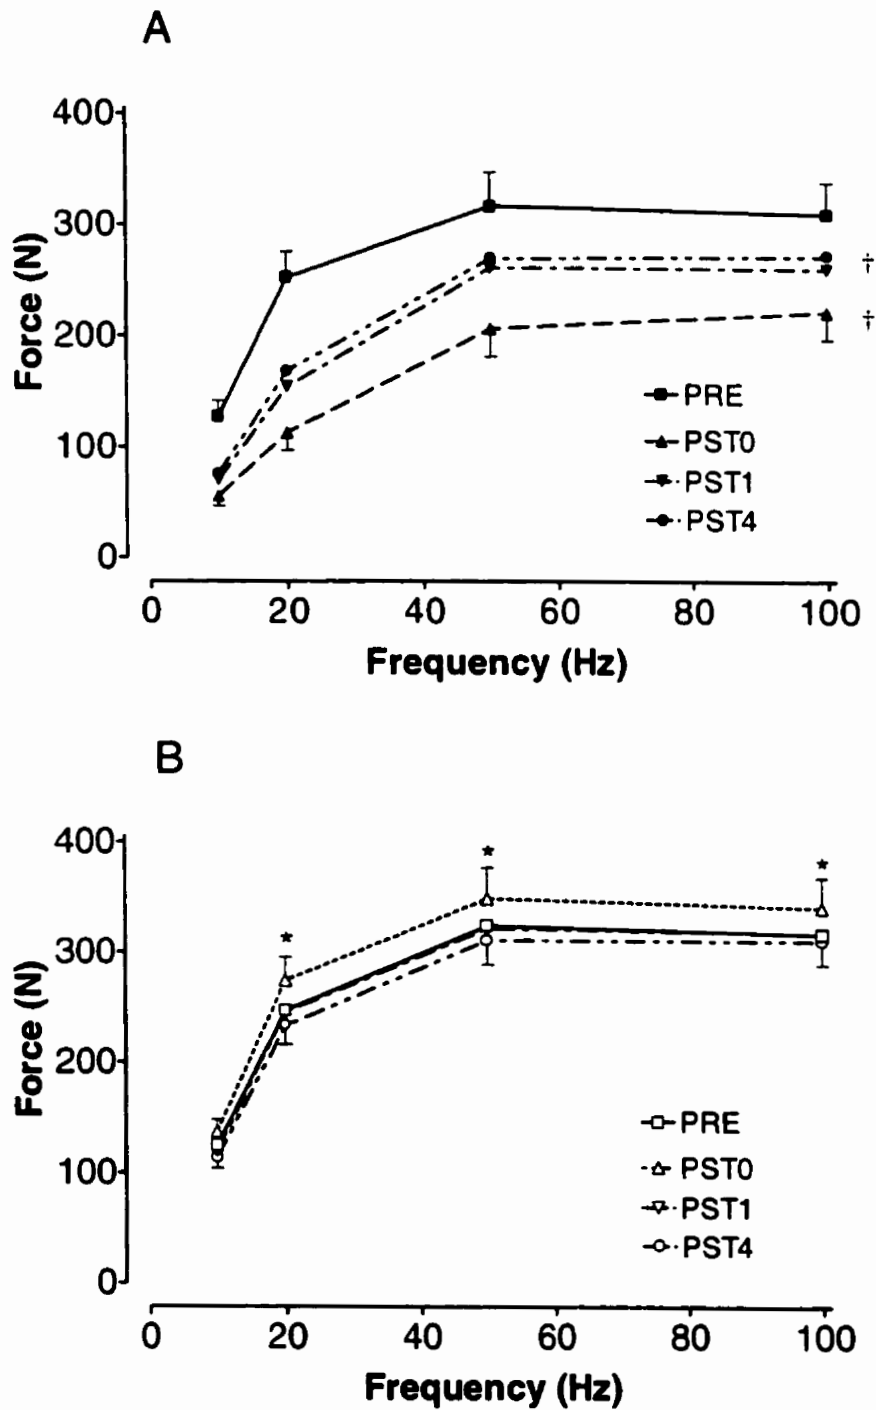 A
400
300
†
200
†
PRE
100
PST0
PST1
PST4
0
0 20 40 60 80 100
Force (N)
Frequency (Hz)
B
400
* *
*
300
200
PRE
100
PST0
PST1
PST4
0
0 20 40 60 80 100
Force (N)
Frequency (Hz)